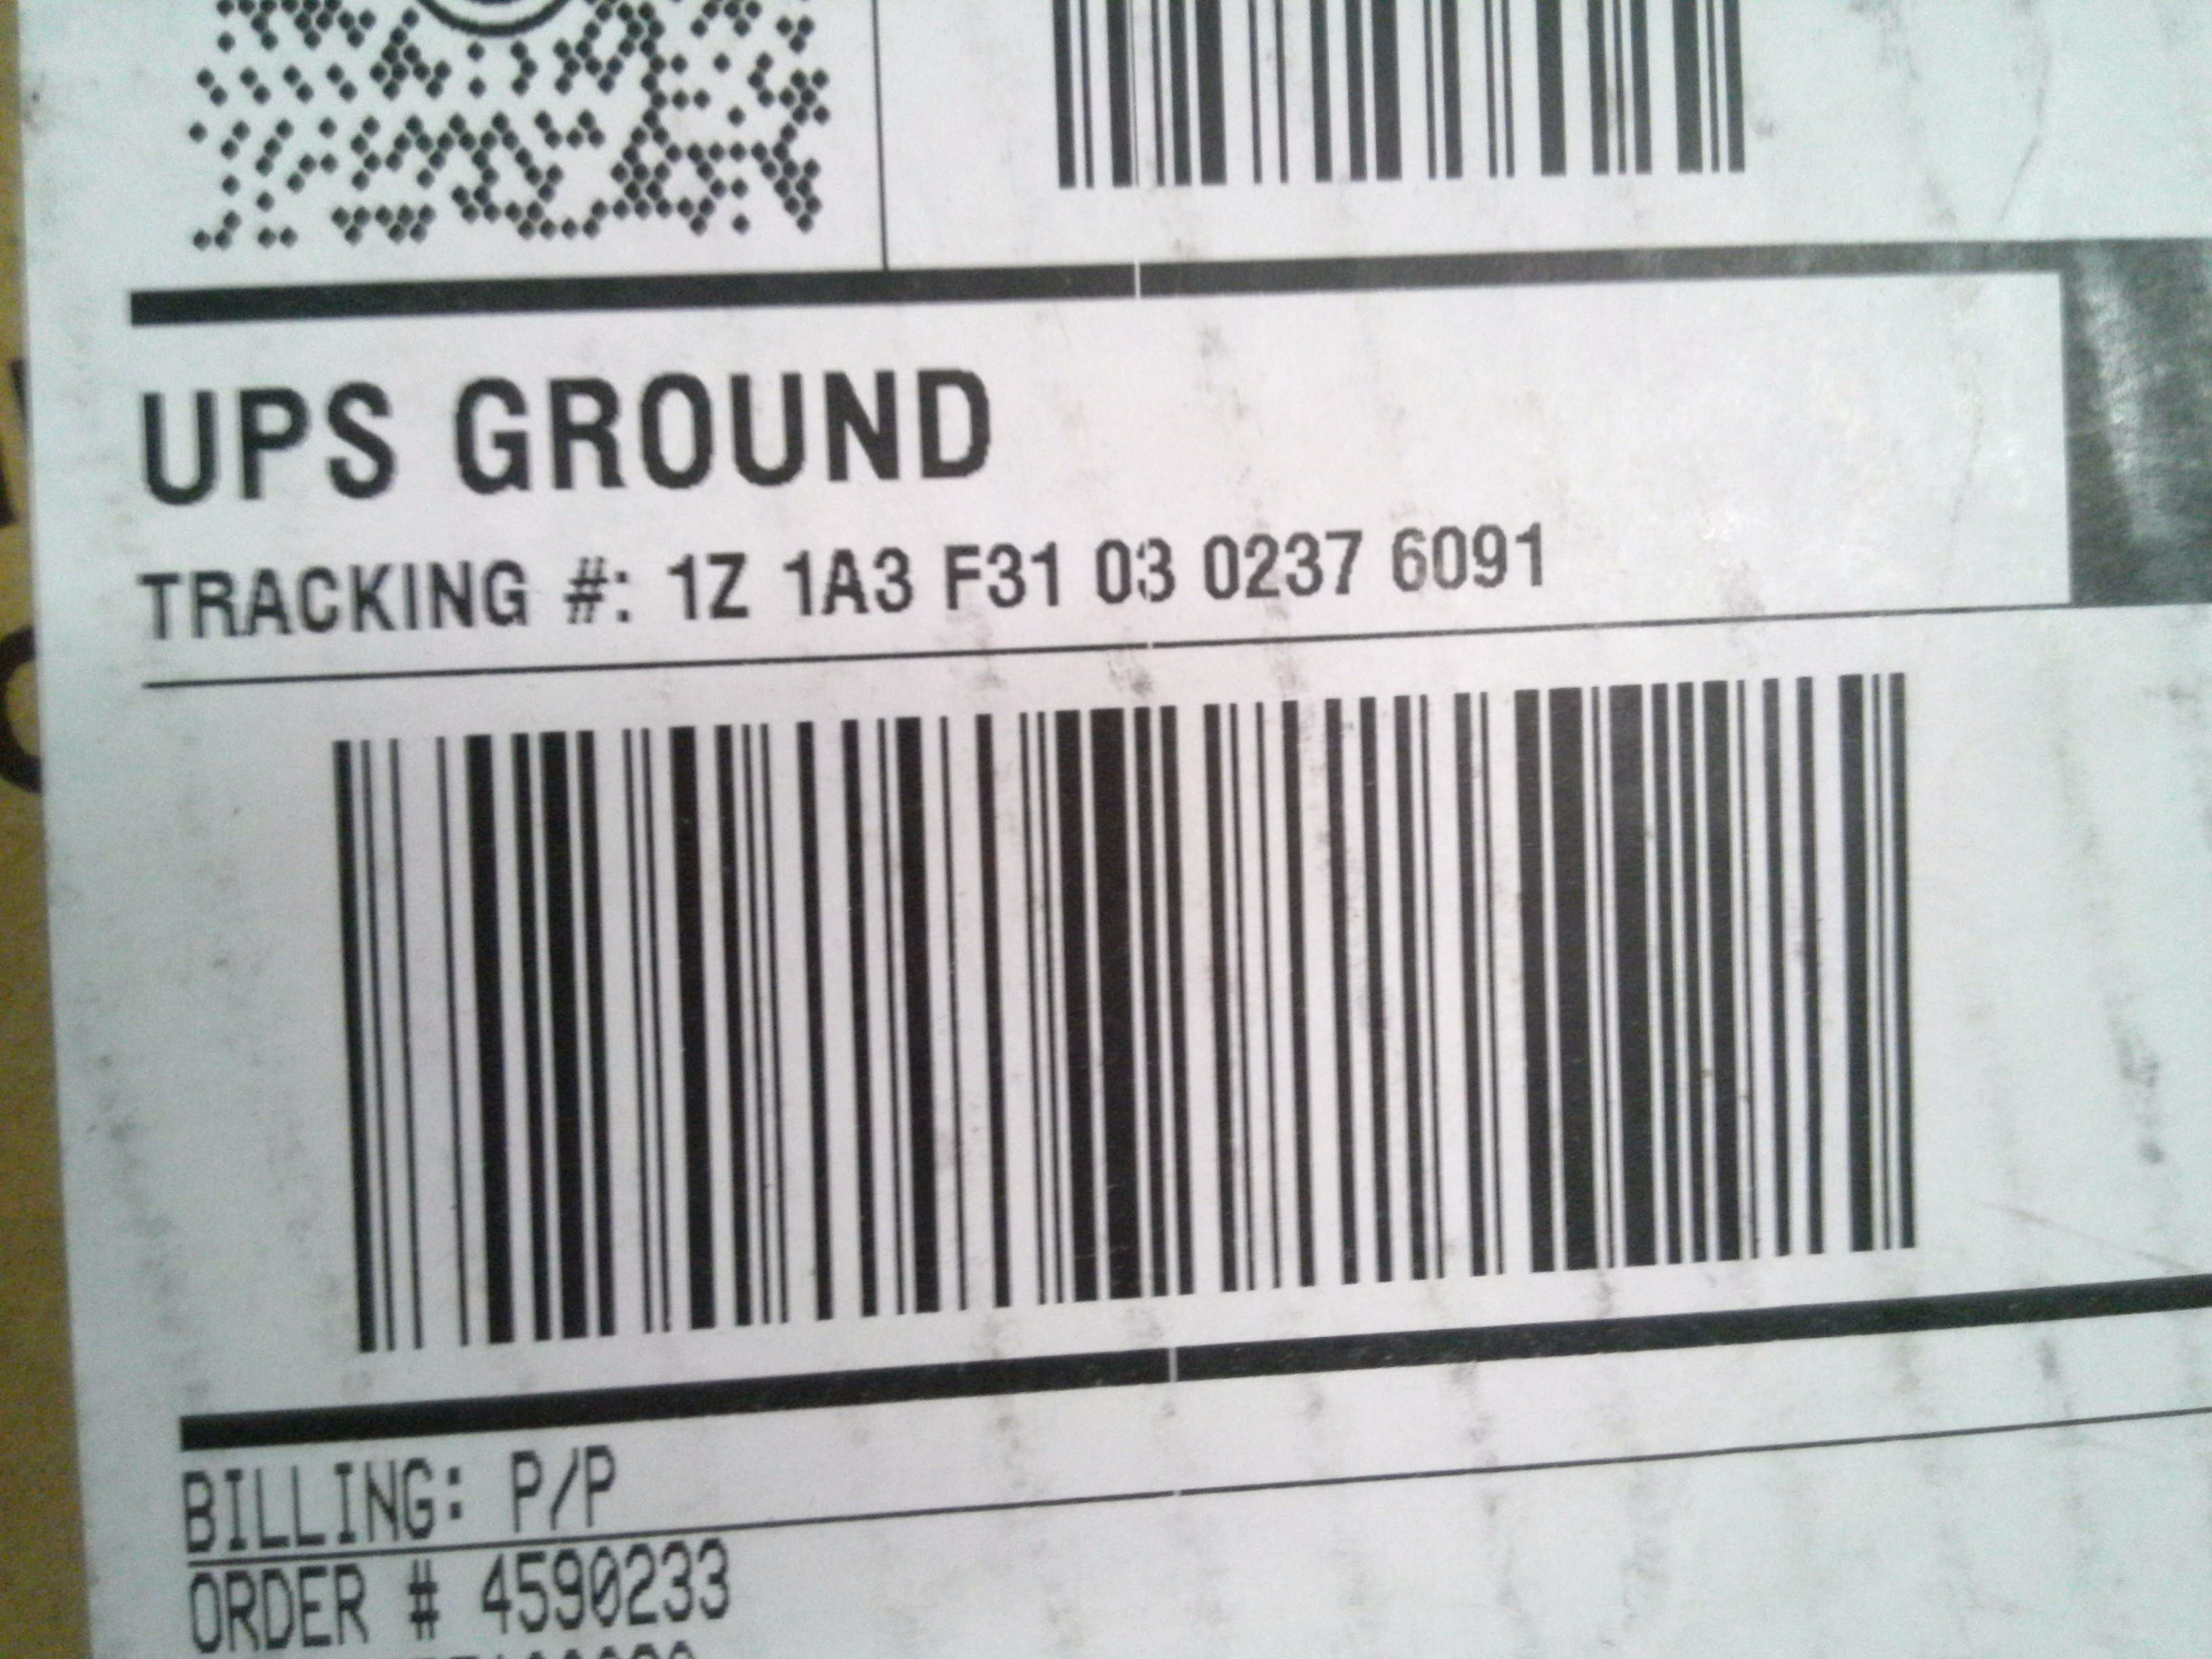 UPS GROUND
TRACKING #: 1Z 1A3 F31 03 0237 6091
BILLING: P/P
ORDER # 4590233